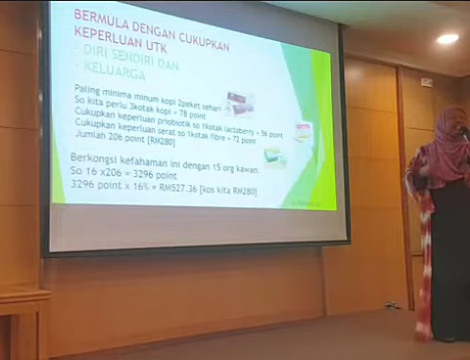 BERMULA DENGAN CUKUPKAN
KEPERLUAN UTK
- DIRI SENDIRI DAN
- KELUARGA
Paling minima minum kopi 2peket sehari
So kita perlu 3kotak kopi = 78 point
Cukupkan keperluan priobiotik so 1kotak lactoberry = 56 point
Cukupkan keperluan serat so 1kotak fibre = 72 point
Jumlah 206 point [RM280]
Berkongsi kefahaman ini dengan 15 org kawan.
So 16 x206 = 3296 point
3296 point x 16% = RM527.36 [kos kita RM280]